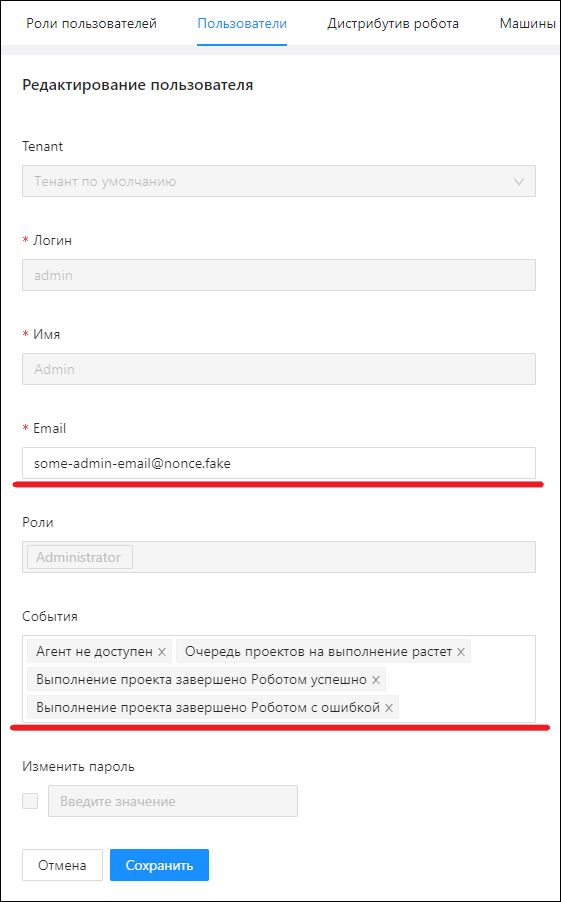 Роли пользователей Пользователи Дистрибутив робота Машины
Редактирование пользователя
Tenant
Тенант по умолчанию
* Логин
admin
* Имя
Admin
* Email
some-admin-email@nonce.fake
Роли
Administrator
События
Агент не доступен × Очередь проектов на выполнение растет ×
Выполнение проекта завершено Роботом успешно ×
Выполнение проекта завершено Роботом с ошибкой ×
Изменить пароль
Введите значение
Отмена Сохранить